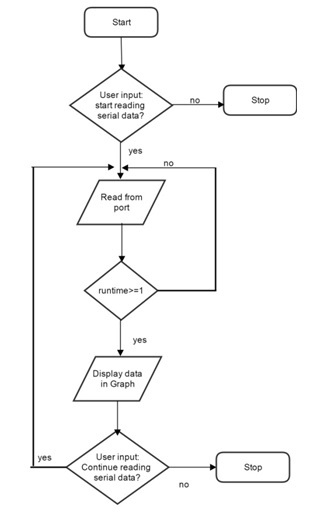 Start
User input:
start reading
serial data?
no
Stop
yes
no
Read from
port
runtime>=1
yes
Display data
in Graph
User input:
Continue reading
serial data?
yes
no
Stop